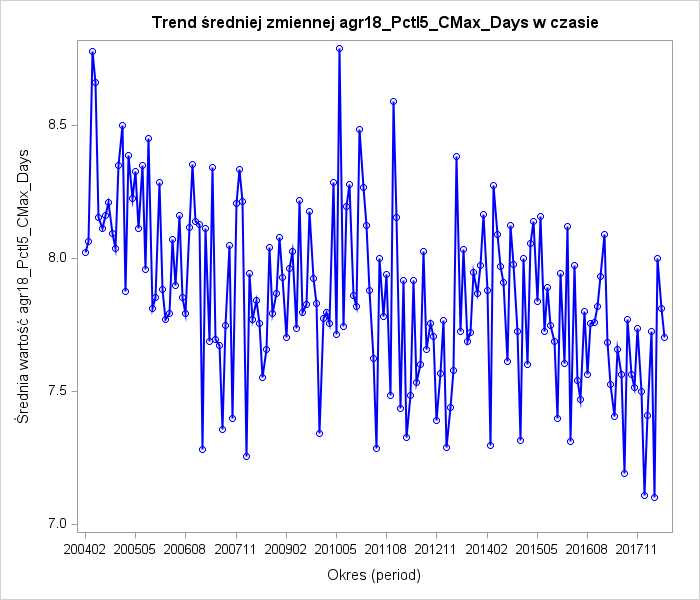 Trend średniej zmiennej agr18_Pctl5_CMax_Days w czasie
Średnia wartość agr18_Pctl5_CMax_Days
8.5
8.0
7.5
7.0
200402 200505 200608 200711 200902 201005 201108 201211 201402 201505 201608 201711
Okres (period)